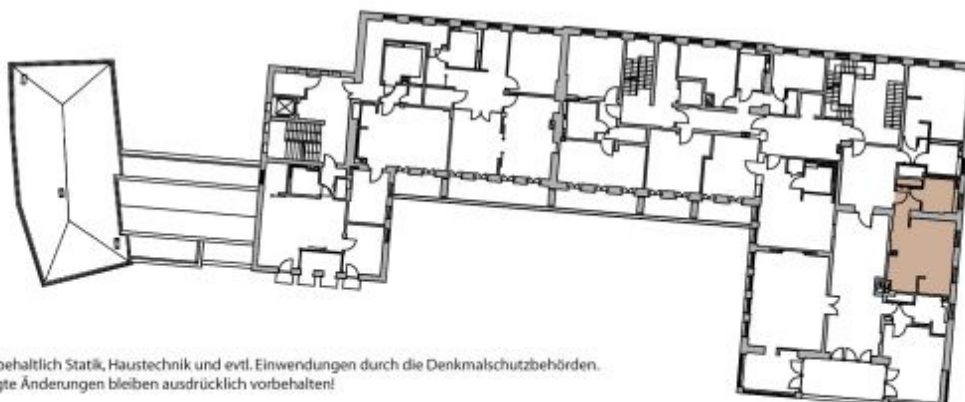 behaltlich Statik, Haustechnik und evtl. Einwendungen durch die Denkmalschutzbehörden.
gte Änderungen bleiben ausdrücklich vorbehalten!